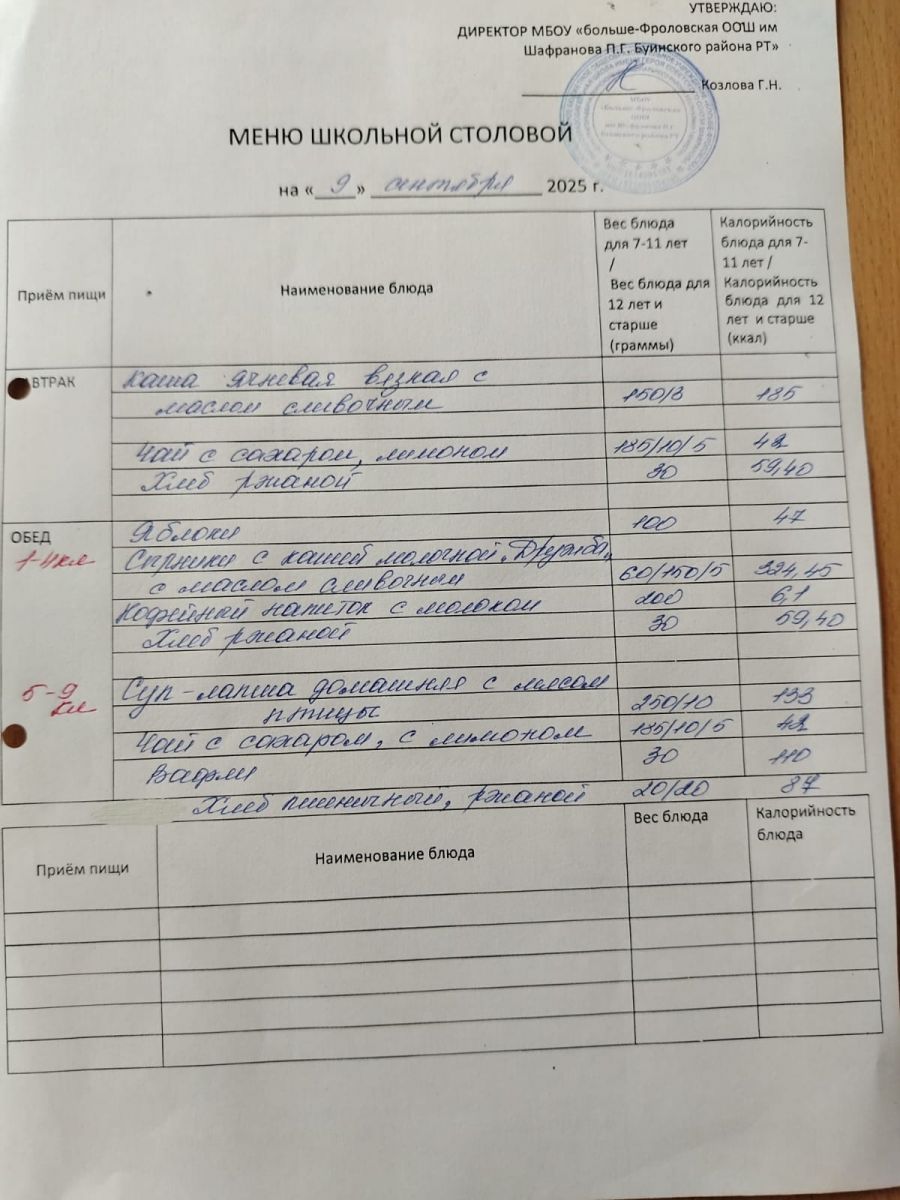 УТВЕРЖДАЮ:
ДИРЕКТОР МБОУ «больше-Фроловская ООШ им
Шафранова П.Г. Буинского района РТ»
Козлова Г.Н.
МЕНЮ ШКОЛЬНОЙ СТОЛОВОЙ
на « 9 » сентября 2025 г.
Приём пищи Наименование блюда Вес блюда для 7-11 лет / Вес блюда для 12 лет и старше (граммы) Калорийность блюда для 7-11 лет / Калорийность блюда для 12 лет и старше (ккал)
ЗАВТРАК Каша ячневая вязкая с
маслом сливочным 150/3 185
Чай с сахаром, лимоном 185/10/5 42
Хлеб ржаной 30 59,40
ОБЕД Яблоки 100 47
1-4кл Сырники с кашей молочной "Дружба"
с маслом сливочным 60/150/5 324,45
Кофейный напиток с молоком 200 6,1
Хлеб ржаной 30 59,40
5-9 кл Суп-лапша домашняя с мясом
птицы 250/10 133
Чай с сахаром, с лимоном 185/10/5 42
Вафли 30 110
Хлеб пшеничный, ржаной 20/20 87
Приём пищи Наименование блюда Вес блюда Калорийность блюда